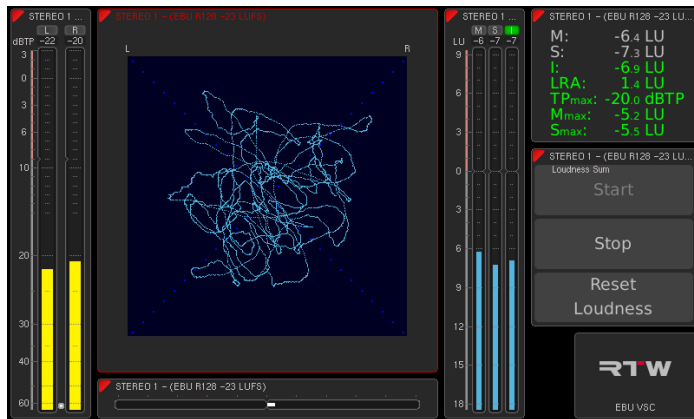 STEREO 1 ...
L R
dBTP -22 -20
3
0
3
6
10
20
30
40
60
STEREO 1 - (EBU R128 -23 LUFS)
L R
STEREO 1 - (EBU R128 -23 LUFS)
STEREO 1 ...
M S I
LU -6 -7 -7
9
6
3
0
3
6
9
12
15
18
STEREO 1 - (EBU R128 -23 LU...
M: -6.4 LU
S: -7.3 LU
I: -6.9 LU
LRA: 1.4 LU
TPmax: -20.0 dBTP
Mmax: -5.2 LU
Smax: -5.5 LU
STEREO 1 - (EBU R128 -23 LU...
Loudness Sum
Start
Stop
Reset
Loudness
RTW
EBU VSC